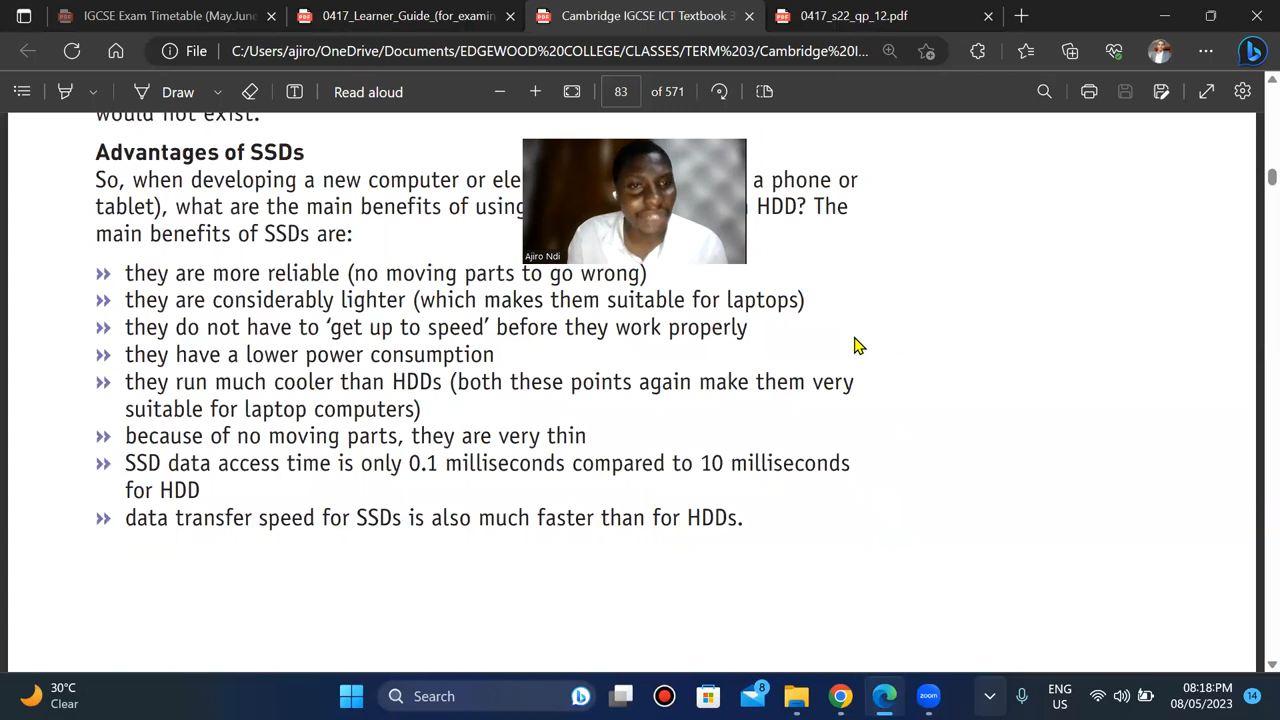 IGCSE Exam Timetable (MayJune
0417_Learner_Guide_(for_examin
Cambridge IGCSE ICT Textbook 3
0417_s22_qp_12.pdf
File
C:/Users/ajiro/OneDrive/Documents/EDGEWOOD%20COLLEGE/CLASSES/TERM%203/Cambridge%20I...
Draw
Read aloud
83 of 571
would not exist.
Advantages of SSDs
So, when developing a new computer or ele a phone or
tablet), what are the main benefits of using HDD? The
main benefits of SSDs are:
Ajiro Ndi
›› they are more reliable (no moving parts to go wrong)
›› they are considerably lighter (which makes them suitable for laptops)
›› they do not have to ‘get up to speed’ before they work properly
›› they have a lower power consumption
›› they run much cooler than HDDs (both these points again make them very
suitable for laptop computers)
›› because of no moving parts, they are very thin
›› SSD data access time is only 0.1 milliseconds compared to 10 milliseconds
for HDD
›› data transfer speed for SSDs is also much faster than for HDDs.
30°C
Clear
Search
8
zoom
ENG
US
08:18·PM
08/05/2023
14